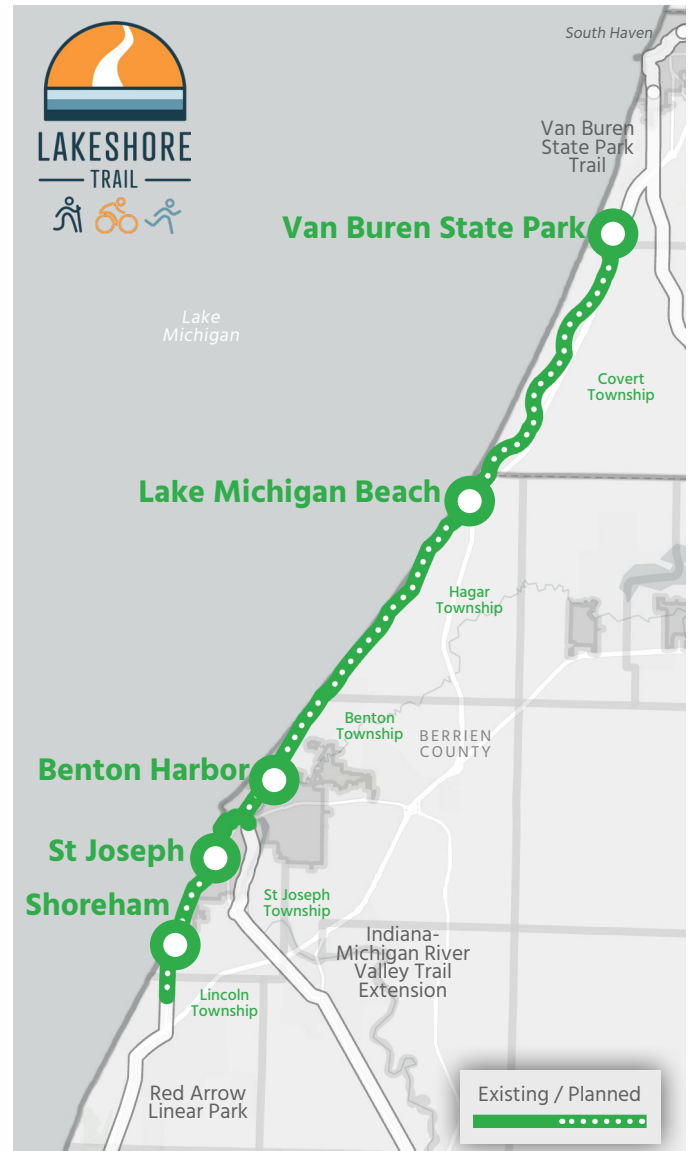 South Haven
LAKESHORE
TRAIL
Van Buren
State Park
Trail
Van Buren State Park
Lake
Michigan
Covert
Township
Lake Michigan Beach
Hagar
Township
Benton
Township
BERRIEN
COUNTY
Benton Harbor
St Joseph
Shoreham
St Joseph
Township
Indiana-
Michigan River
Valley Trail
Extension
Lincoln
Township
Red Arrow
Linear Park
Existing / Planned